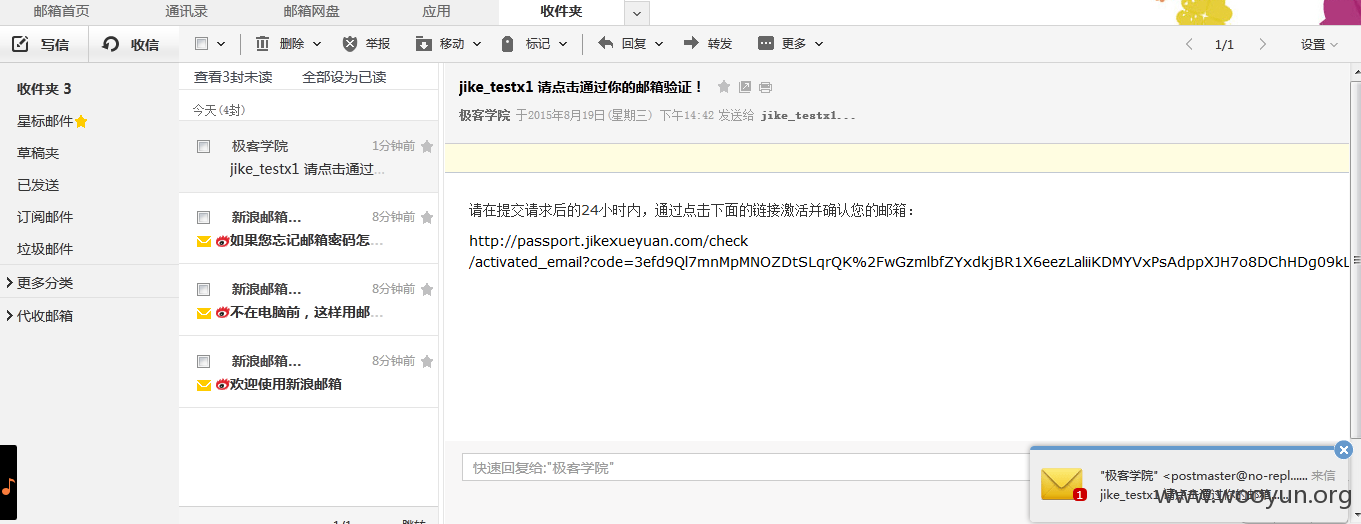 邮箱首页 通讯录 邮箱网盘 应用 收件夹
写信 收信 删除 举报 移动 标记 回复 转发 更多 1/1 设置
收件夹 3
星标邮件
草稿夹
已发送
订阅邮件
垃圾邮件
更多分类
代收邮箱
查看3封未读 全部设为已读
今天(4封)
极客学院 1分钟前
jike_testx1 请点击通过...
新浪邮箱... 8分钟前
如果您忘记邮箱密码怎...
新浪邮箱... 8分钟前
不在电脑前，这样用邮...
新浪邮箱... 8分钟前
欢迎使用新浪邮箱
1/1 跳转
jike_testx1 请点击通过你的邮箱验证！
极客学院 于2015年8月19日(星期三) 下午14:42 发送给 jike_testx1...
请在提交请求后的24小时内，通过点击下面的链接激活并确认您的邮箱：
http://passport.jikexueyuan.com/check
/activated_email?code=3efd9Ql7mnMpMNOZDtSLqrQK%2FwGzmlbfZYxdkjBR1X6eezLaliiKDMYVxPsAdppXJH7o8DChHDg09kL
快速回复给:"极客学院"
"极客学院" <postmaster@no-repl...... 来信
1
jike_testx1 请点击通过你的邮箱......
www.wooyun.org